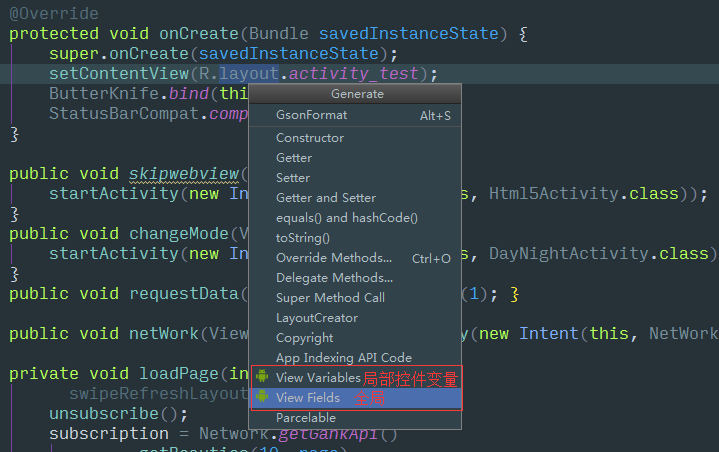 @Override
protected void onCreate(Bundle savedInstanceState) {
super.onCreate(savedInstanceState);
setContentView(R.layout.activity_test);
ButterKnife.bind(thi
Generate
StatusBarCompat.comp
GsonFormat Alt+S
}
Constructor
Getter
public void skipwebview(
Setter
startActivity(new In s, Html5Activity.class));
Getter and Setter
}
equals() and hashCode()
public void changeMode(V
toString()
startActivity(new In s, DayNightActivity.class)
Override Methods... Ctrl+O
}
Delegate Methods...
public void requestData( (1); }
Super Method Call
LayoutCreator
public void netWork(View y(new Intent(this, NetWork
Copyright
App Indexing API Code
private void loadPage(in
View Variables 局部控件变量
swipeRefreshLayout
View Fields 全局
unsubscribe();
Parcelable
subscription = Network.getGankApi()
.getBeauties(10, page)